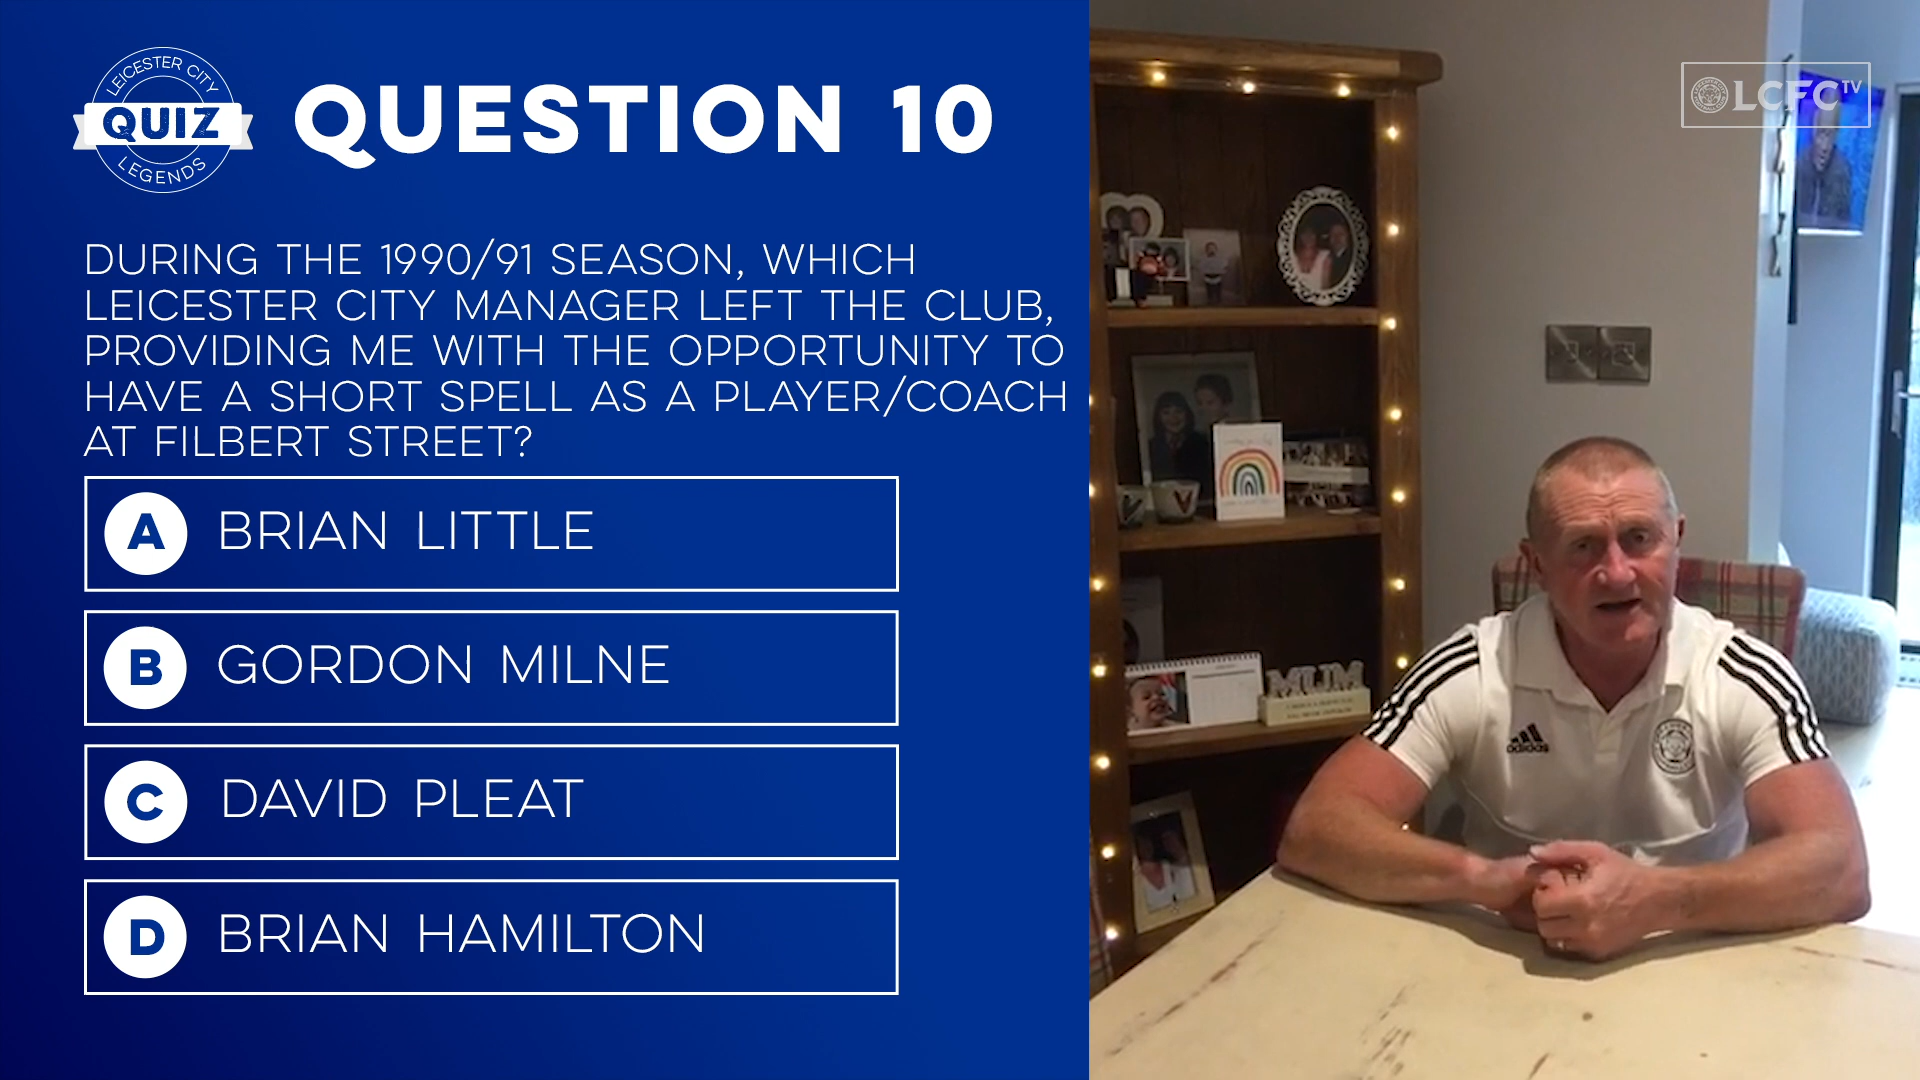 LEICESTER CITY
QUIZ
LEGENDS
QUESTION 10
DURING THE 1990/91 SEASON, WHICH
LEICESTER CITY MANAGER LEFT THE CLUB,
PROVIDING ME WITH THE OPPORTUNITY TO
HAVE A SHORT SPELL AS A PLAYER/COACH
AT FILBERT STREET?
A BRIAN LITTLE
B GORDON MILNE
C DAVID PLEAT
D BRIAN HAMILTON
LCFC TV
MUM
adidas